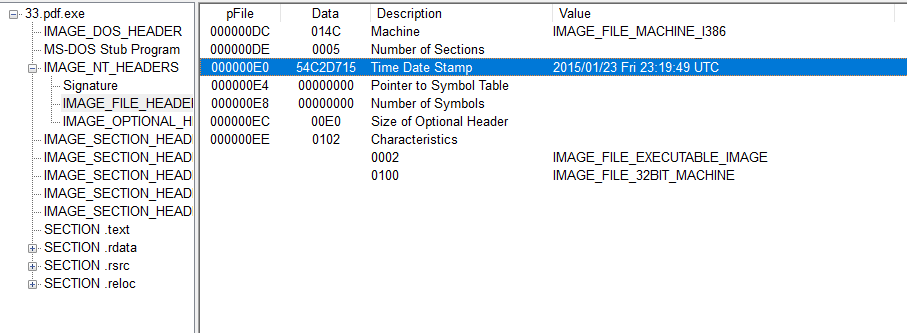 33.pdf.exe
IMAGE_DOS_HEADER
MS-DOS Stub Program
IMAGE_NT_HEADERS
Signature
IMAGE_FILE_HEADE
IMAGE_OPTIONAL_H
IMAGE_SECTION_HEAD
IMAGE_SECTION_HEAD
IMAGE_SECTION_HEAD
IMAGE_SECTION_HEAD
IMAGE_SECTION_HEAD
SECTION .text
SECTION .rdata
SECTION .rsrc
SECTION .reloc
pFile Data Description Value
000000DC 014C Machine IMAGE_FILE_MACHINE_I386
000000DE 0005 Number of Sections
000000E0 54C2D715 Time Date Stamp 2015/01/23 Fri 23:19:49 UTC
000000E4 00000000 Pointer to Symbol Table
000000E8 00000000 Number of Symbols
000000EC 00E0 Size of Optional Header
000000EE 0102 Characteristics
0002 IMAGE_FILE_EXECUTABLE_IMAGE
0100 IMAGE_FILE_32BIT_MACHINE